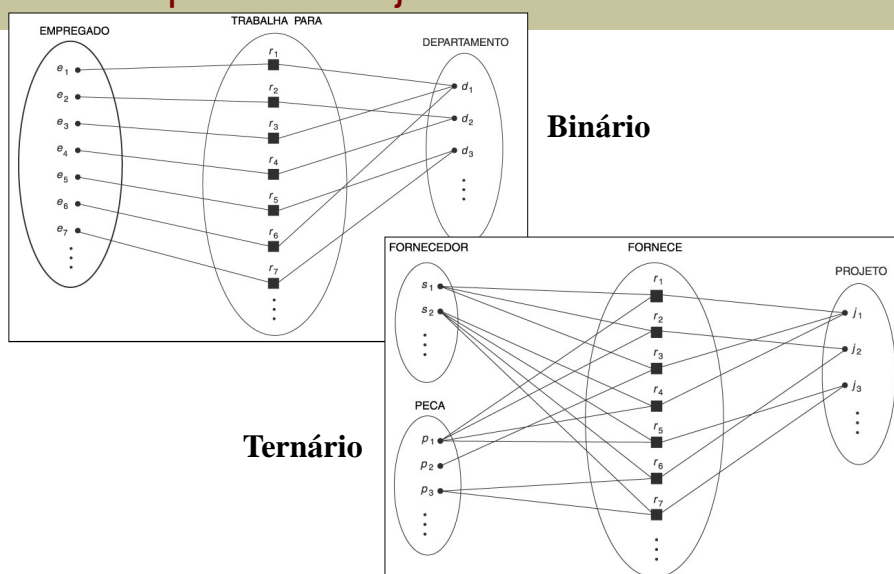 TRABALHA PARA
EMPREGADO
DEPARTAMENTO
e1
e2
e3
e4
e5
e6
e7
r1
r2
r3
r4
r5
r6
r7
d1
d2
d3
Binário
FORNECEDOR
FORNECE
PROJETO
s1
s2
PECA
p1
p2
p3
r1
r2
r3
r4
r5
r6
r7
j1
j2
j3
Ternário